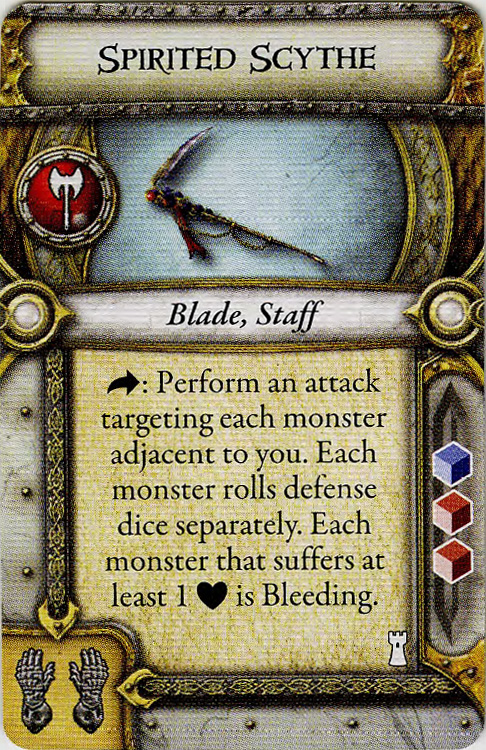 SPIRITED SCYTHE
Blade, Staff
: Perform an attack
targeting each monster
adjacent to you. Each
monster rolls defense
dice separately. Each
monster that suffers at
least 1 ♥ is Bleeding.